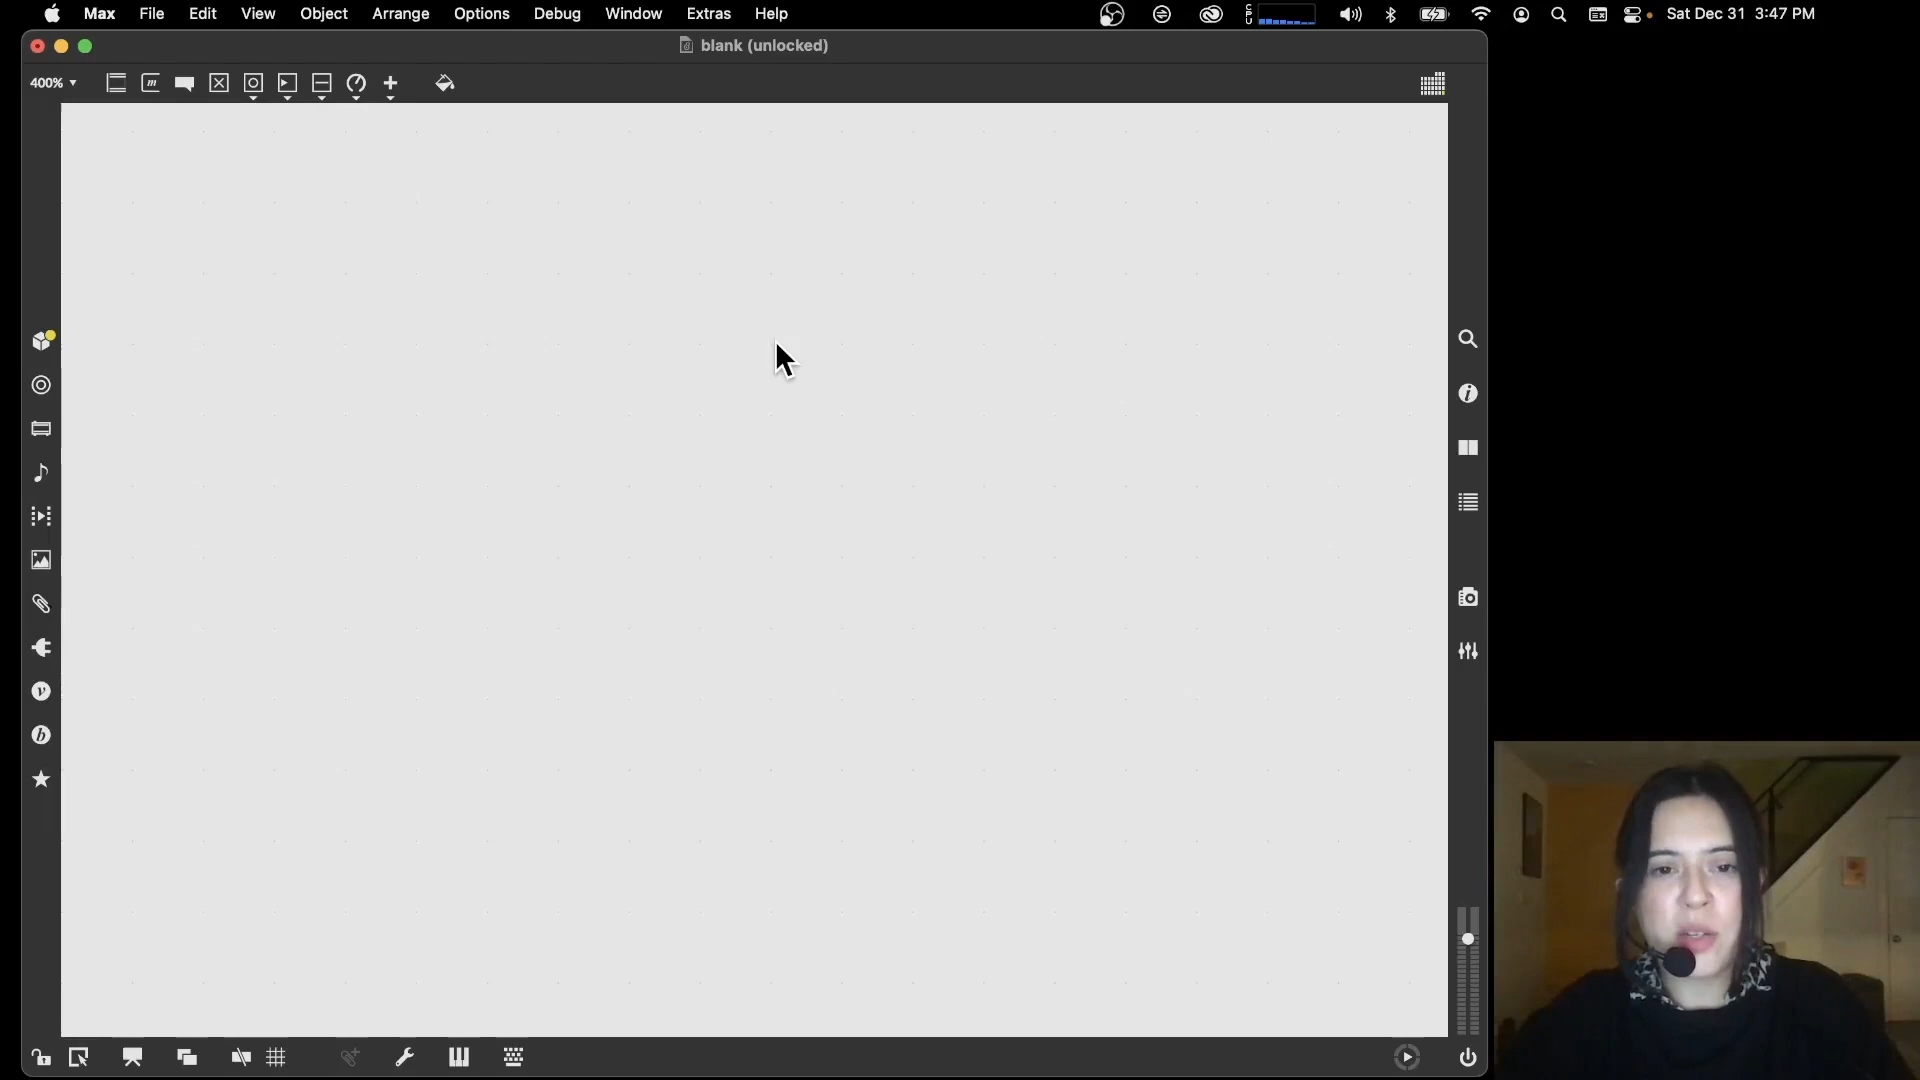 Max File Edit View Object Arrange Options Debug Window Extras Help CPU Sat Dec 31 3:47 PM
blank (unlocked)
400%